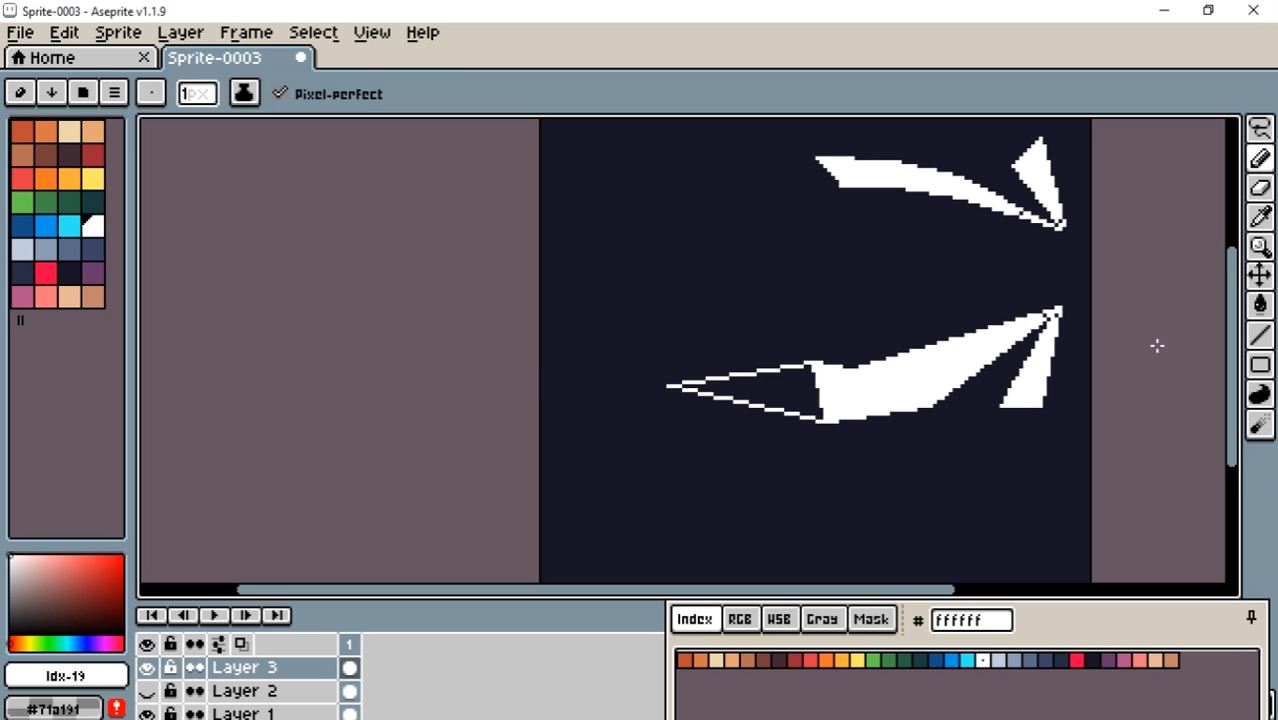 Sprite-0003 - Aseprite v1.1.9
File Edit Sprite Layer Frame Select View Help
Home Sprite-0003
1px Pixel-perfect
Index RGB HSB Gray Mask # ffffff
1
Layer 3
Idx-19
Layer 2
#71a191
Layer 1